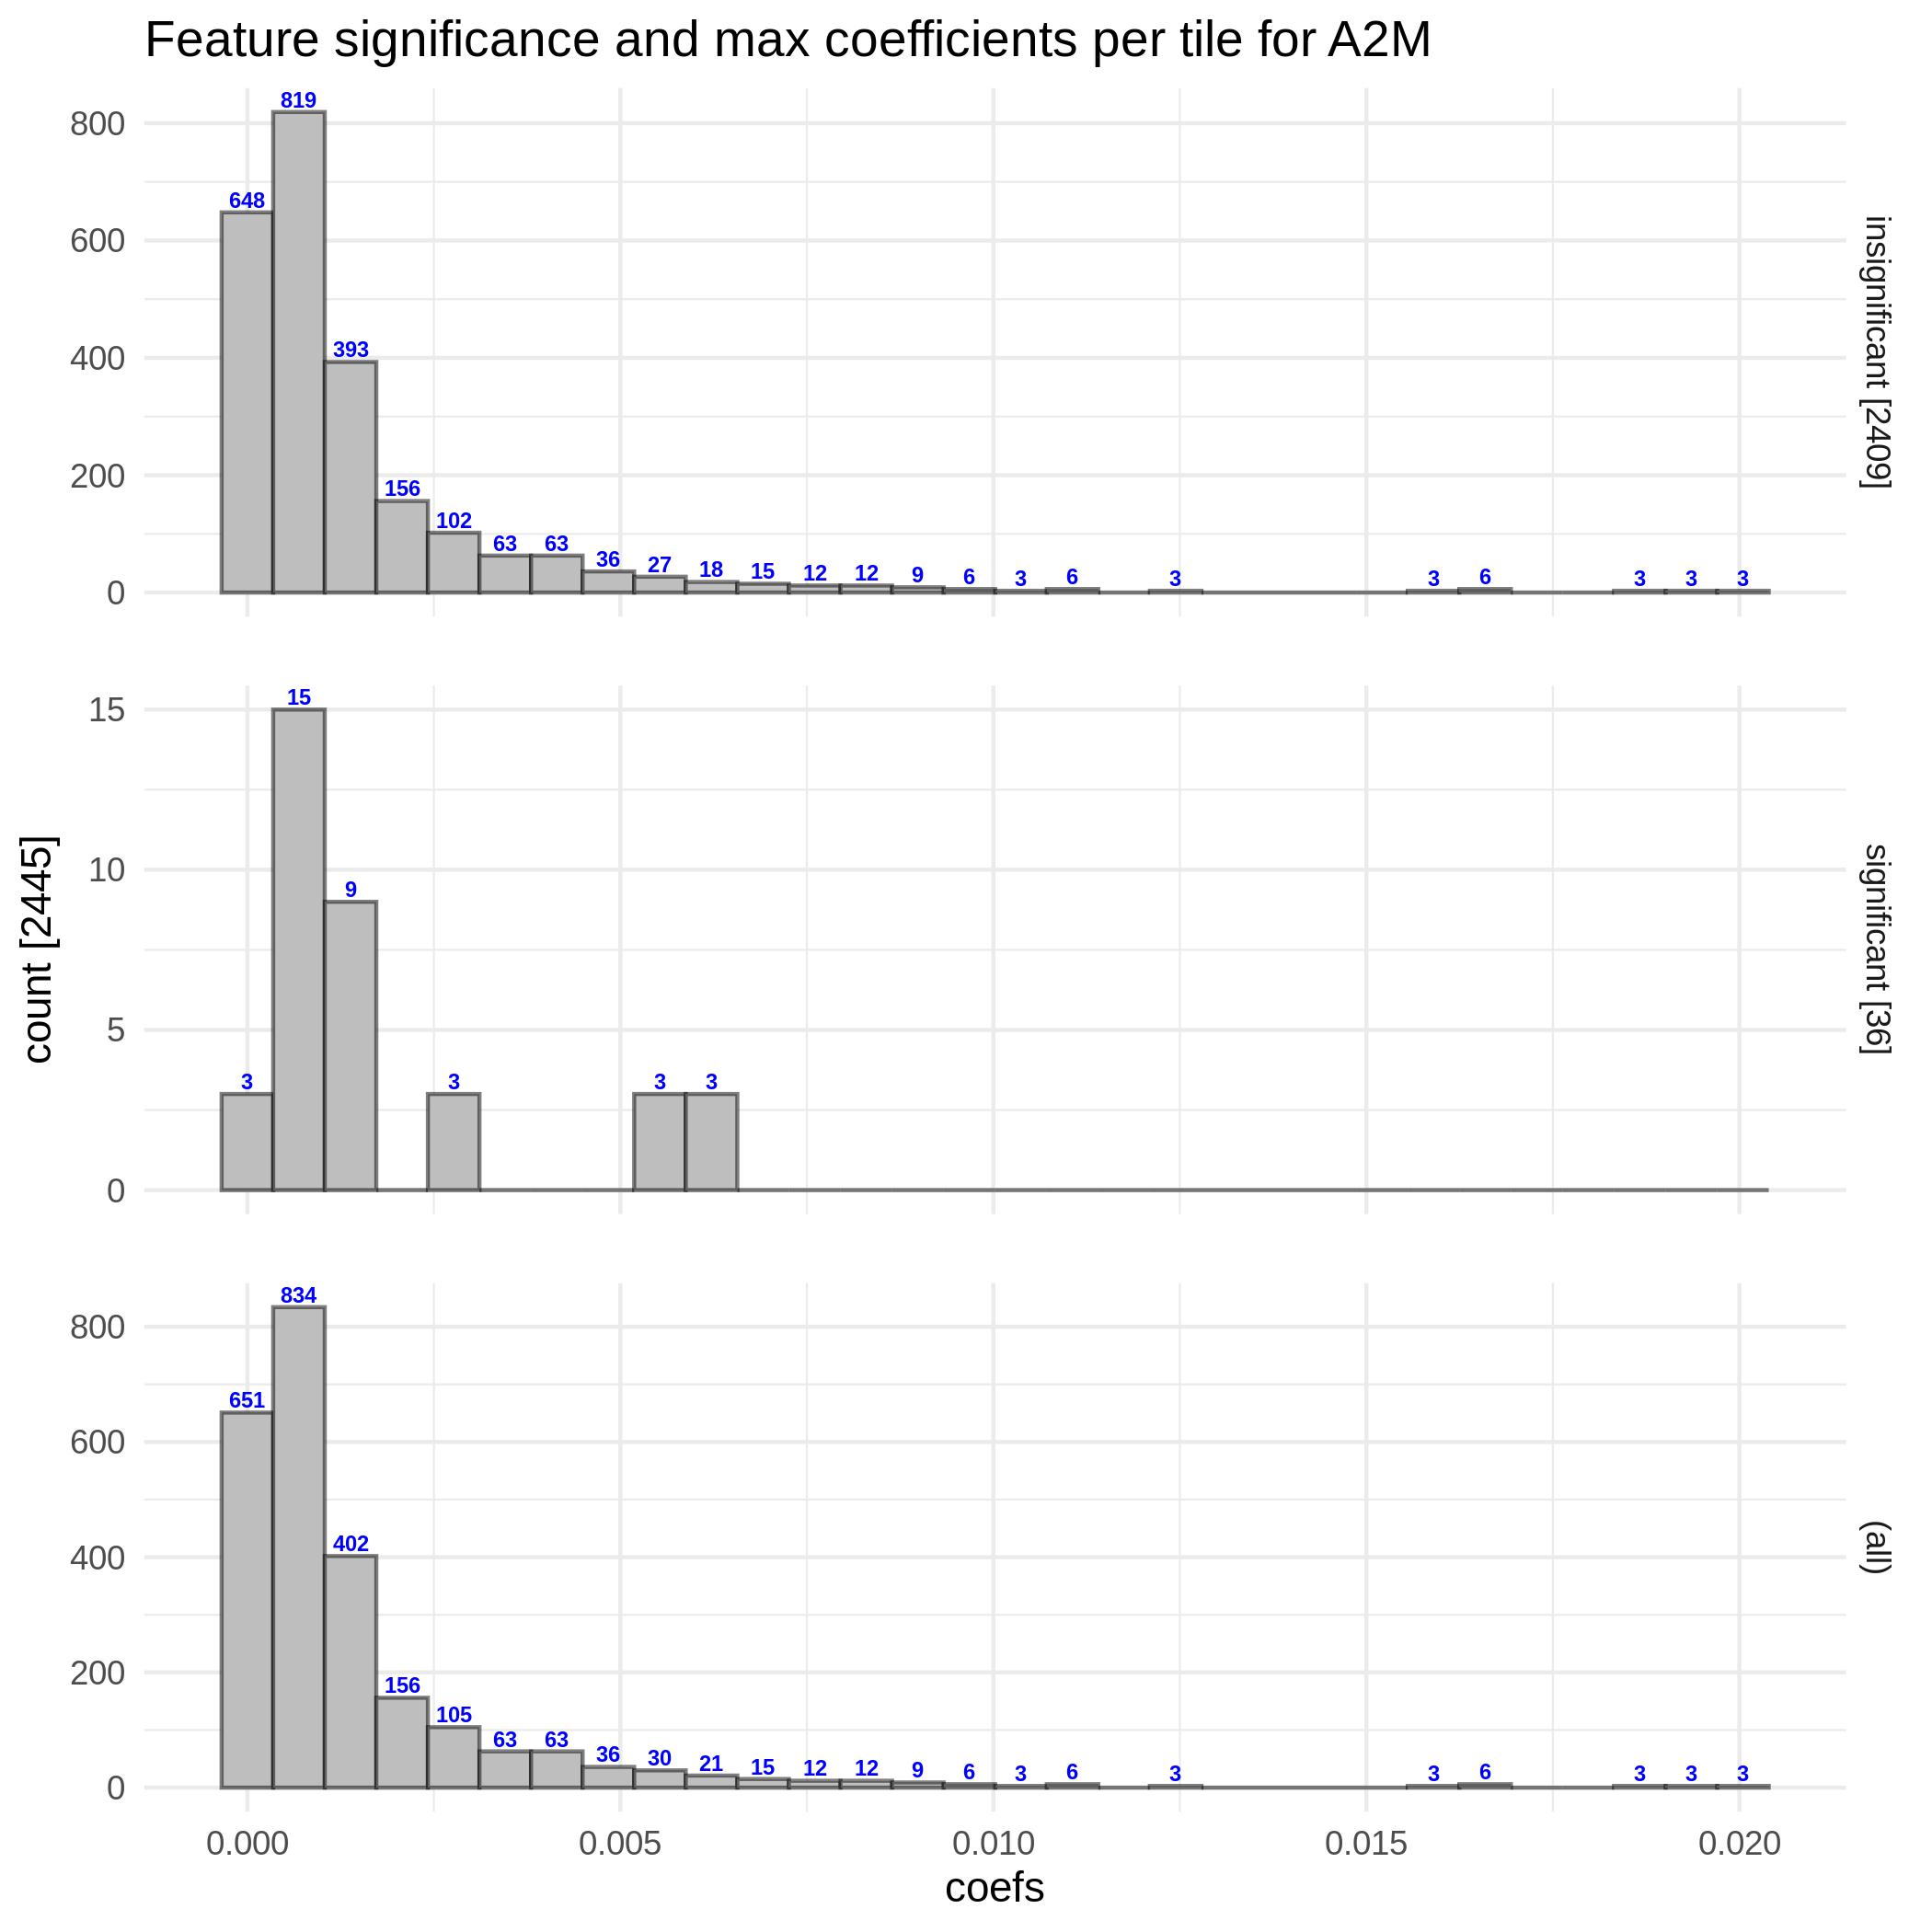 Feature significance and max coefficients per tile for A2M
819
800
648
600
insignificant [2409]
393
400
200
156
102
63 63 36 27 18 15 12 12 9 6 3 6 3 3 6 3 3 3
0
15
15
count [2445]
significant [36]
10
9
5
3 3 3 3
0
834
800
651
600
(all)
402
400
200
156
105
63 63 36 30 21 15 12 12 9 6 3 6 3 3 6 3 3 3
0
0.000 0.005 0.010 0.015 0.020
coefs